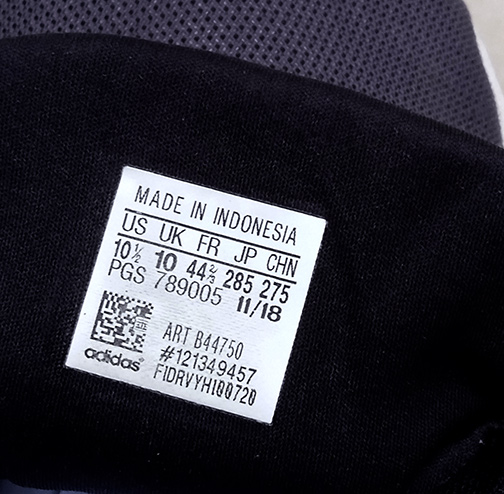 MADE IN INDONESIA
US UK FR JP CHN
10½ 10 44⅔ 285 275
PGS 789005 11/18
ART B44750
#121349457
FIDRVYHI00720
adidas